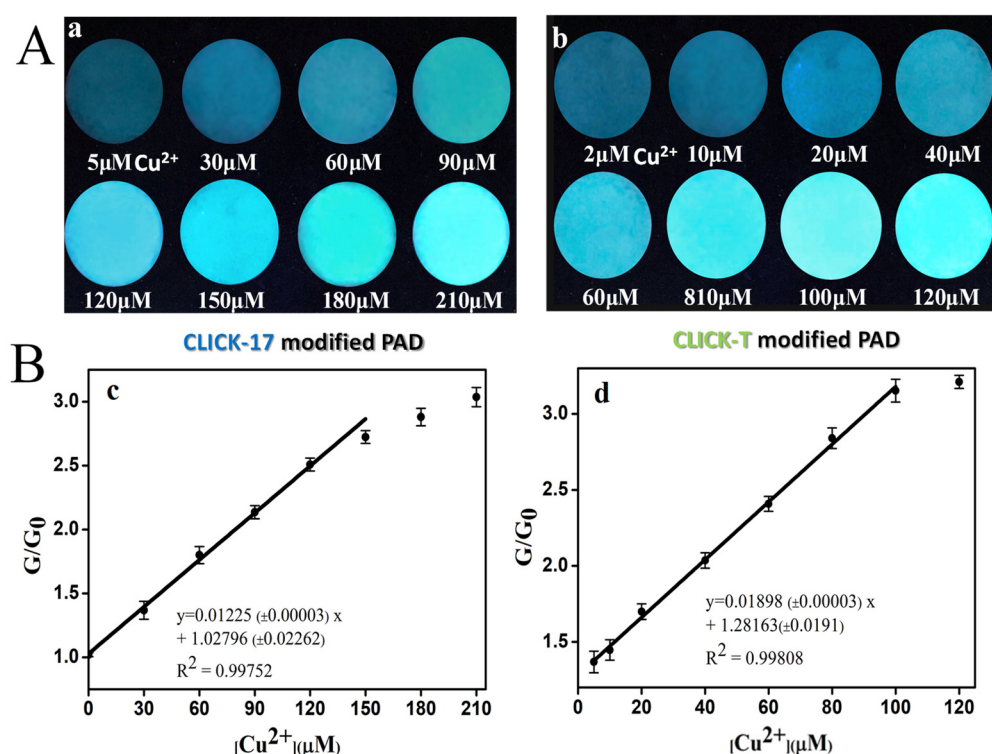 A
a
b
5μM Cu²⁺ 30μM 60μM 90μM
2μM Cu²⁺ 10μM 20μM 40μM
120μM 150μM 180μM 210μM
60μM 810μM 100μM 120μM
CLICK-17 modified PAD
CLICK-T modified PAD
B
c
3.0
2.5
2.0
1.5
1.0
G/G₀
y=0.01225 (±0.00003) x
+ 1.02796 (±0.02262)
R² = 0.99752
0 30 60 90 120 150 180 210
[Cu²⁺](μM)
d
3.0
2.5
2.0
1.5
G/G₀
y=0.01898 (±0.00003) x
+ 1.28163(±0.0191)
R² = 0.99808
0 20 40 60 80 100 120
[Cu²⁺](μM)